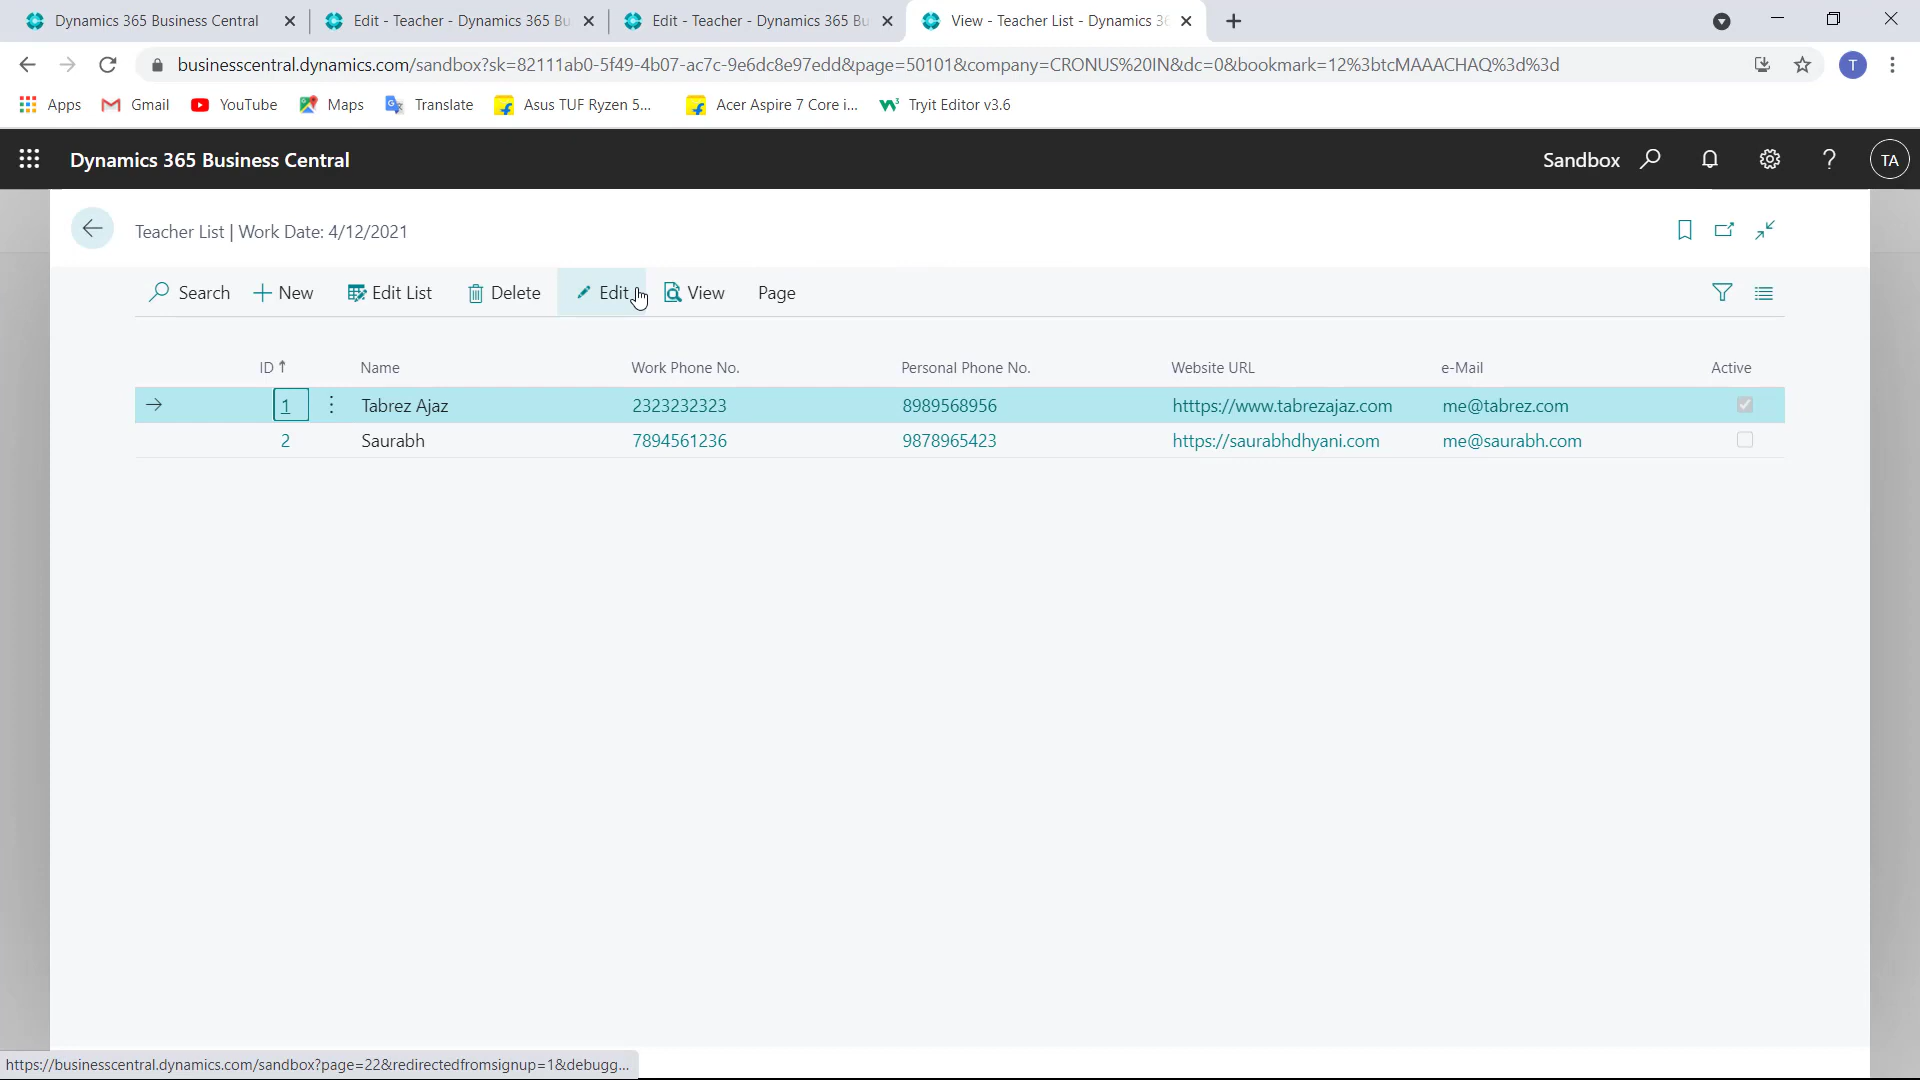 Dynamics 365 Business Central
Edit - Teacher - Dynamics 365 Bu
Edit - Teacher - Dynamics 365 Bu
View - Teacher List - Dynamics 36
businesscentral.dynamics.com/sandbox?sk=82111ab0-5f49-4b07-ac7c-9e6dc8e97edd&page=50101&company=CRONUS%20IN&dc=0&bookmark=12%3btcMAAACHAQ%3d%3d
T
Apps Gmail YouTube Maps Translate Asus TUF Ryzen 5... Acer Aspire 7 Core i... Tryit Editor v3.6
Dynamics 365 Business Central Sandbox ? TA
Teacher List | Work Date: 4/12/2021
Search New Edit List Delete Edit View Page
ID↑ Name Work Phone No. Personal Phone No. Website URL e-Mail Active
1 Tabrez Ajaz 2323232323 8989568956 htttps://www.tabrezajaz.com me@tabrez.com
2 Saurabh 7894561236 9878965423 https://saurabhdhyani.com me@saurabh.com
https://businesscentral.dynamics.com/sandbox?page=22&redirectedfromsignup=1&debugg...